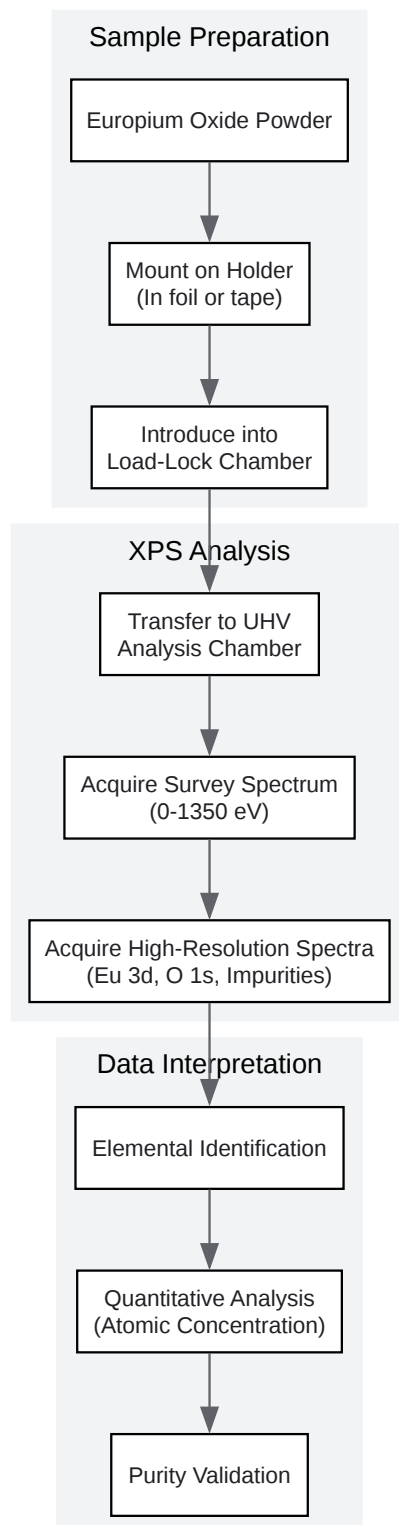 Sample Preparation
Europium Oxide Powder
Mount on Holder
(In foil or tape)
Introduce into
Load-Lock Chamber
XPS Analysis
Transfer to UHV
Analysis Chamber
Acquire Survey Spectrum
(0-1350 eV)
Acquire High-Resolution Spectra
(Eu 3d, O 1s, Impurities)
Data Interpretation
Elemental Identification
Quantitative Analysis
(Atomic Concentration)
Purity Validation